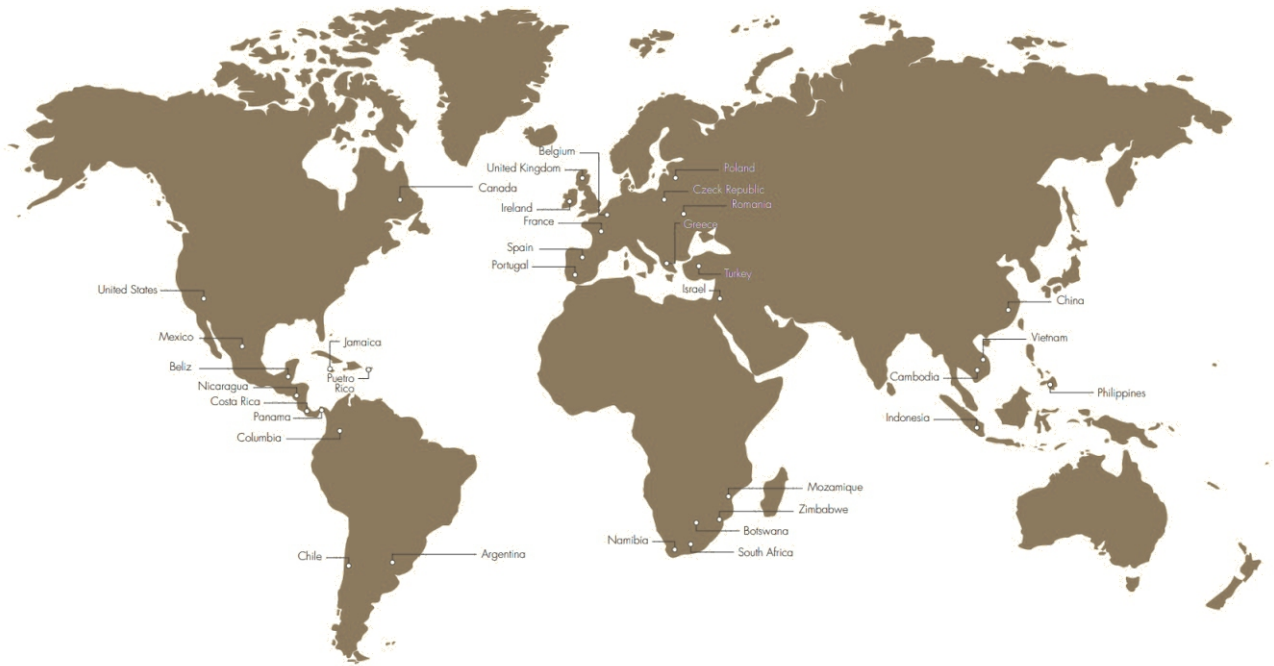 Belgium
United Kingdom
Poland
Canada
Czeck Republic
Ireland
Romania
France
Greece
Spain
Portugal
Turkey
United States
Israel
China
Mexico
Jamaica
Vietnam
Beliz
Puetro
Rico
Cambodia
Nicaragua
Philippines
Costa Rica
Panama
Indonesia
Columbia
Mozamique
Zimbabwe
Botswana
Namibia
South Africa
Chile
Argentina